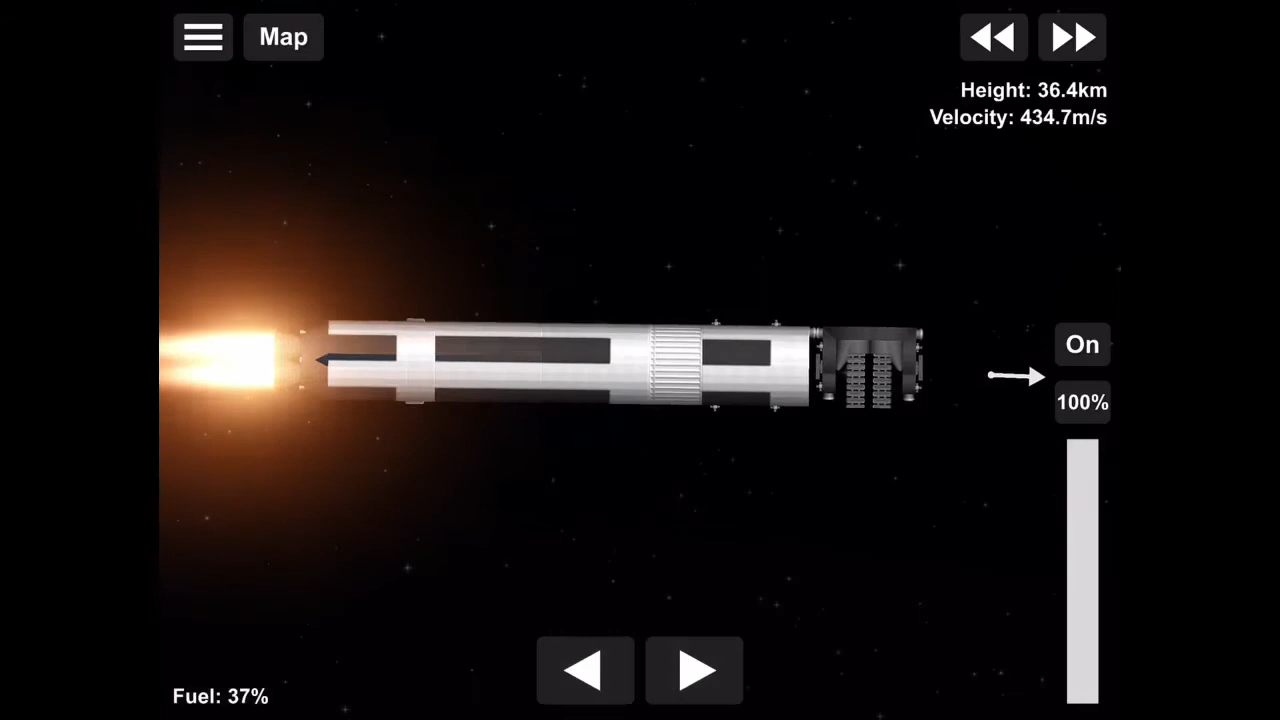 Map
Height: 36.4km
Velocity: 434.7m/s
On
100%
Fuel: 37%